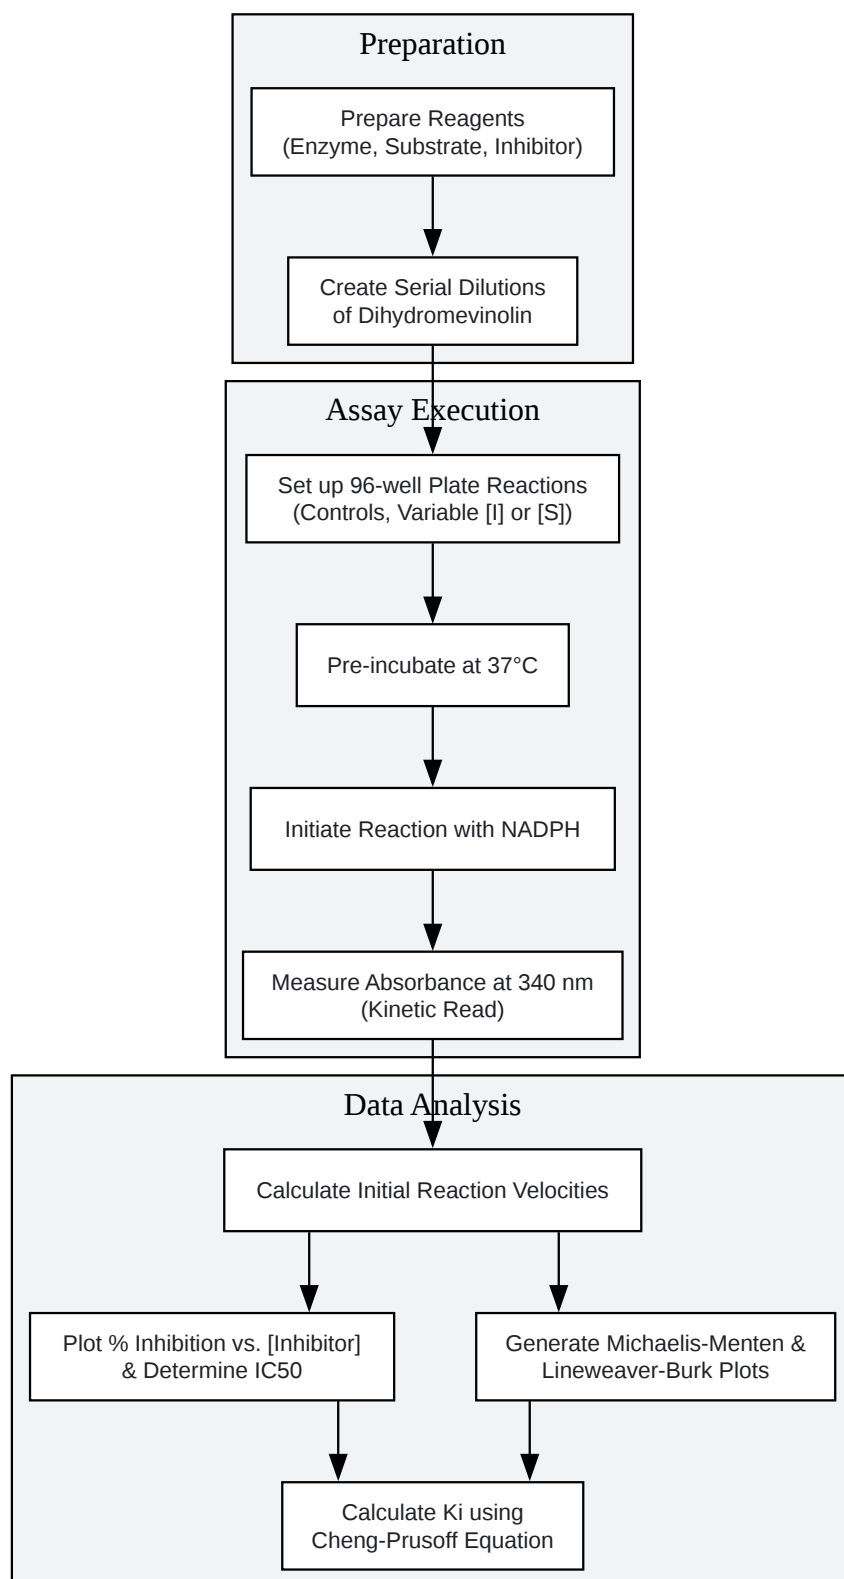 Preparation
Prepare Reagents
(Enzyme, Substrate, Inhibitor)
Create Serial Dilutions
of Dihydromevinolin
Assay Execution
Set up 96-well Plate Reactions
(Controls, Variable [I] or [S])
Pre-incubate at 37°C
Initiate Reaction with NADPH
Measure Absorbance at 340 nm
(Kinetic Read)
Data Analysis
Calculate Initial Reaction Velocities
Plot % Inhibition vs. [Inhibitor]
& Determine IC50
Generate Michaelis-Menten &
Lineweaver-Burk Plots
Calculate Ki using
Cheng-Prusoff Equation